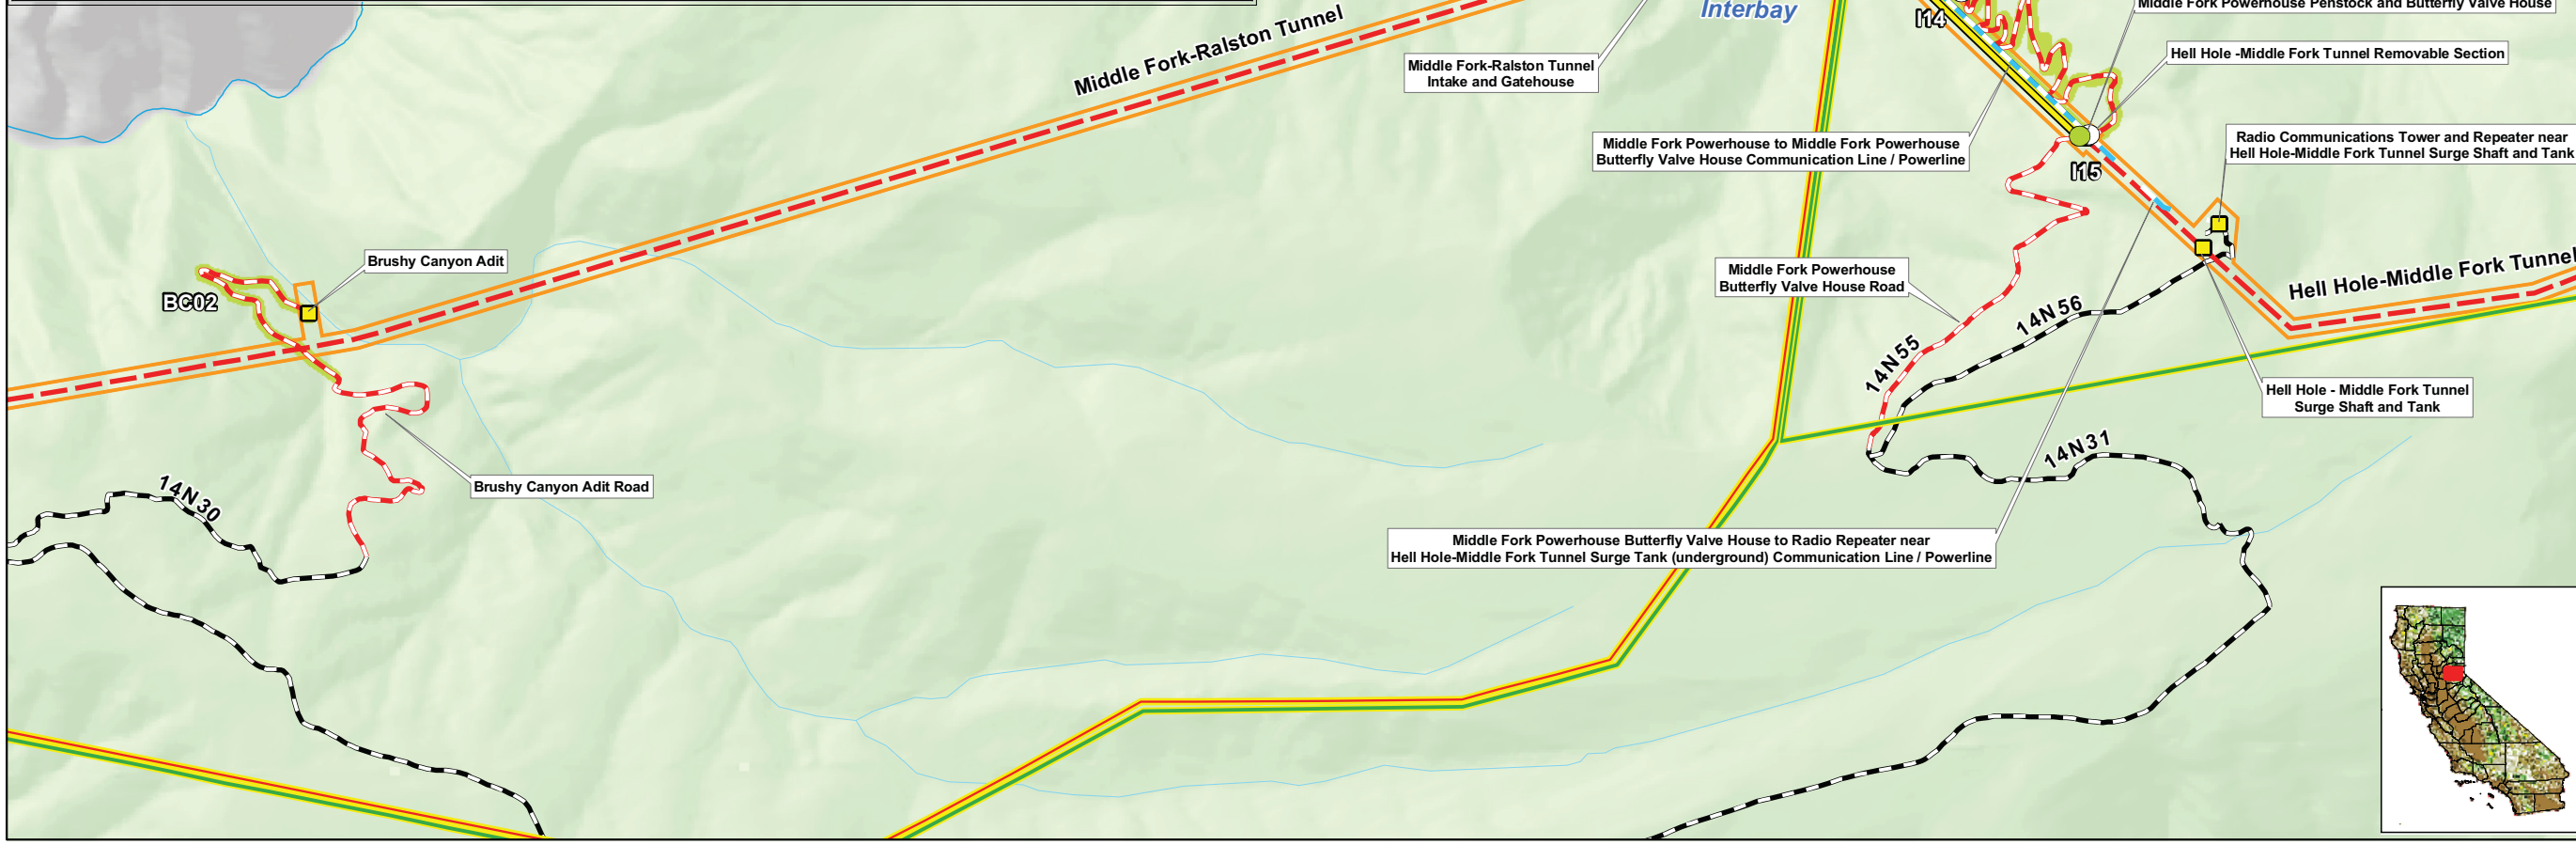 Interbay
I14
Middle Fork Powerhouse Penstock and Butterfly Valve House
Middle Fork-Ralston Tunnel
Middle Fork-Ralston Tunnel
Intake and Gatehouse
Hell Hole -Middle Fork Tunnel Removable Section
Middle Fork Powerhouse to Middle Fork Powerhouse
Butterfly Valve House Communication Line / Powerline
Radio Communications Tower and Repeater near
Hell Hole-Middle Fork Tunnel Surge Shaft and Tank
I15
Brushy Canyon Adit
BC02
Middle Fork Powerhouse
Butterfly Valve House Road
Hell Hole-Middle Fork Tunnel
14N56
14N55
Hell Hole - Middle Fork Tunnel
Surge Shaft and Tank
14N31
Brushy Canyon Adit Road
14N30
Middle Fork Powerhouse Butterfly Valve House to Radio Repeater near
Hell Hole-Middle Fork Tunnel Surge Tank (underground) Communication Line / Powerline